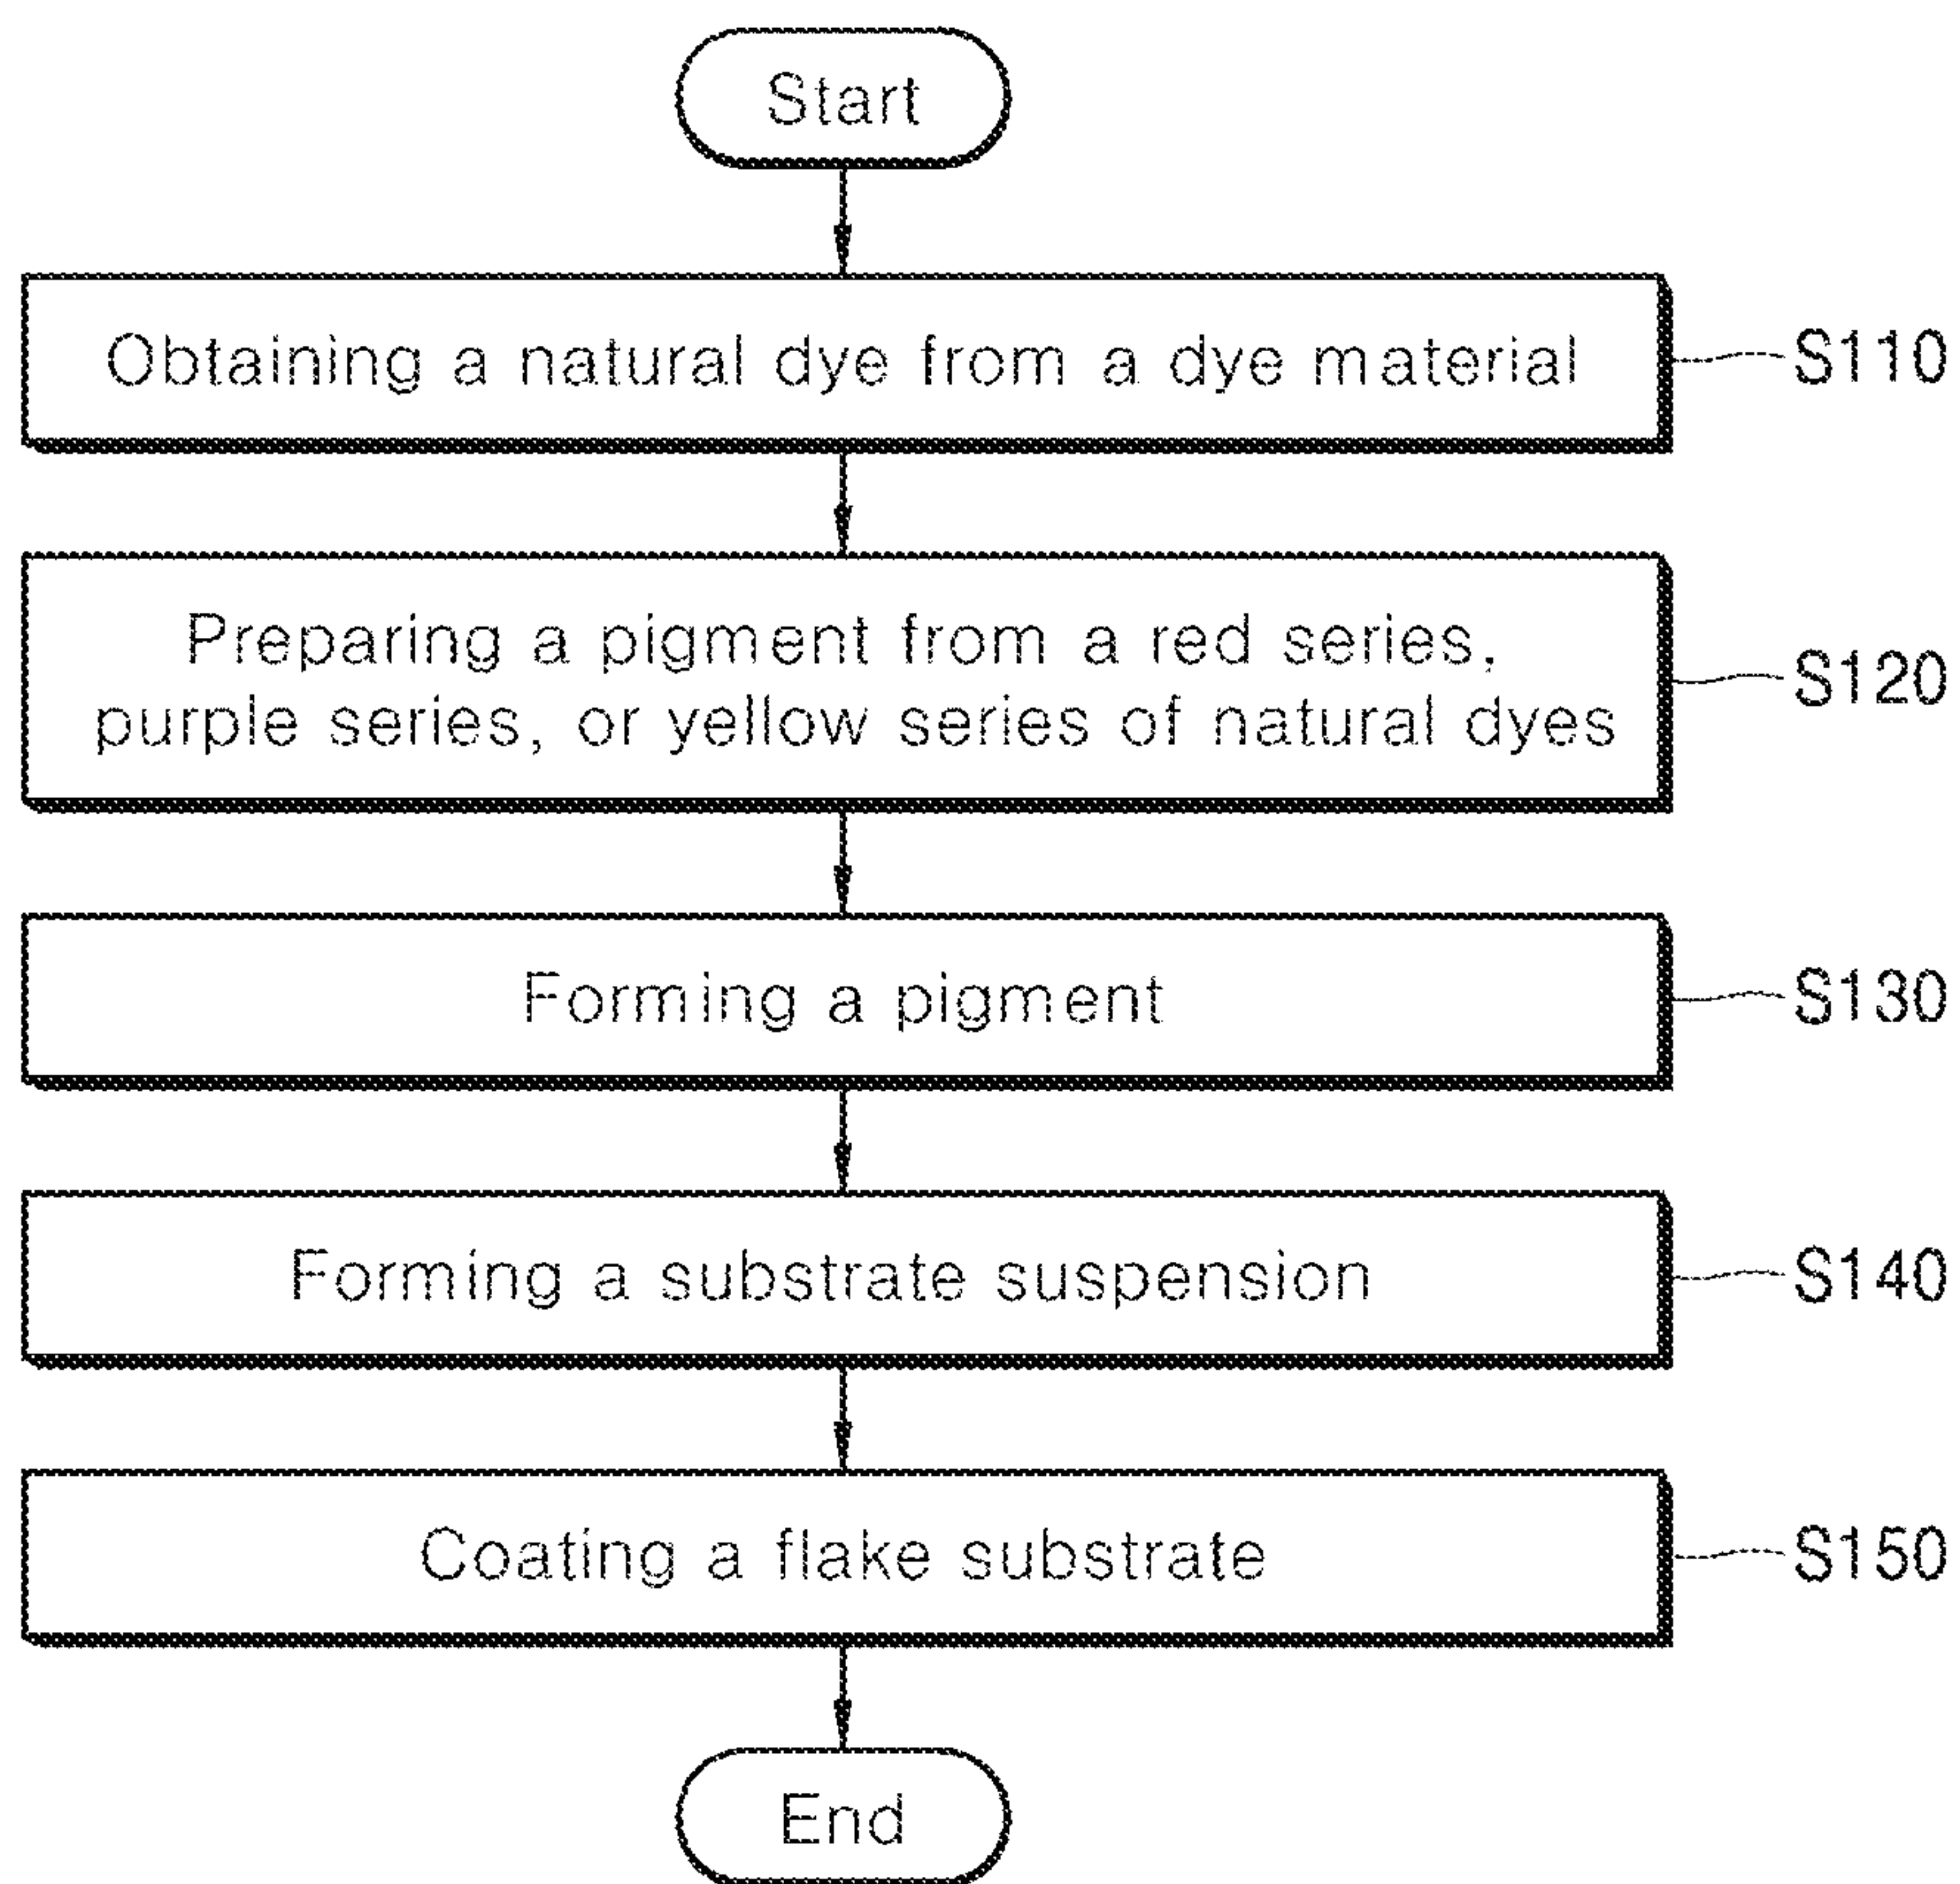 Start
Obtaining a natural dye from a dye material
S110
Preparing a pigment from a red series,
purple series, or yellow series of natural dyes
S120
Forming a pigment
S130
Forming a substrate suspension
S140
Coating a flake substrate
S150
End